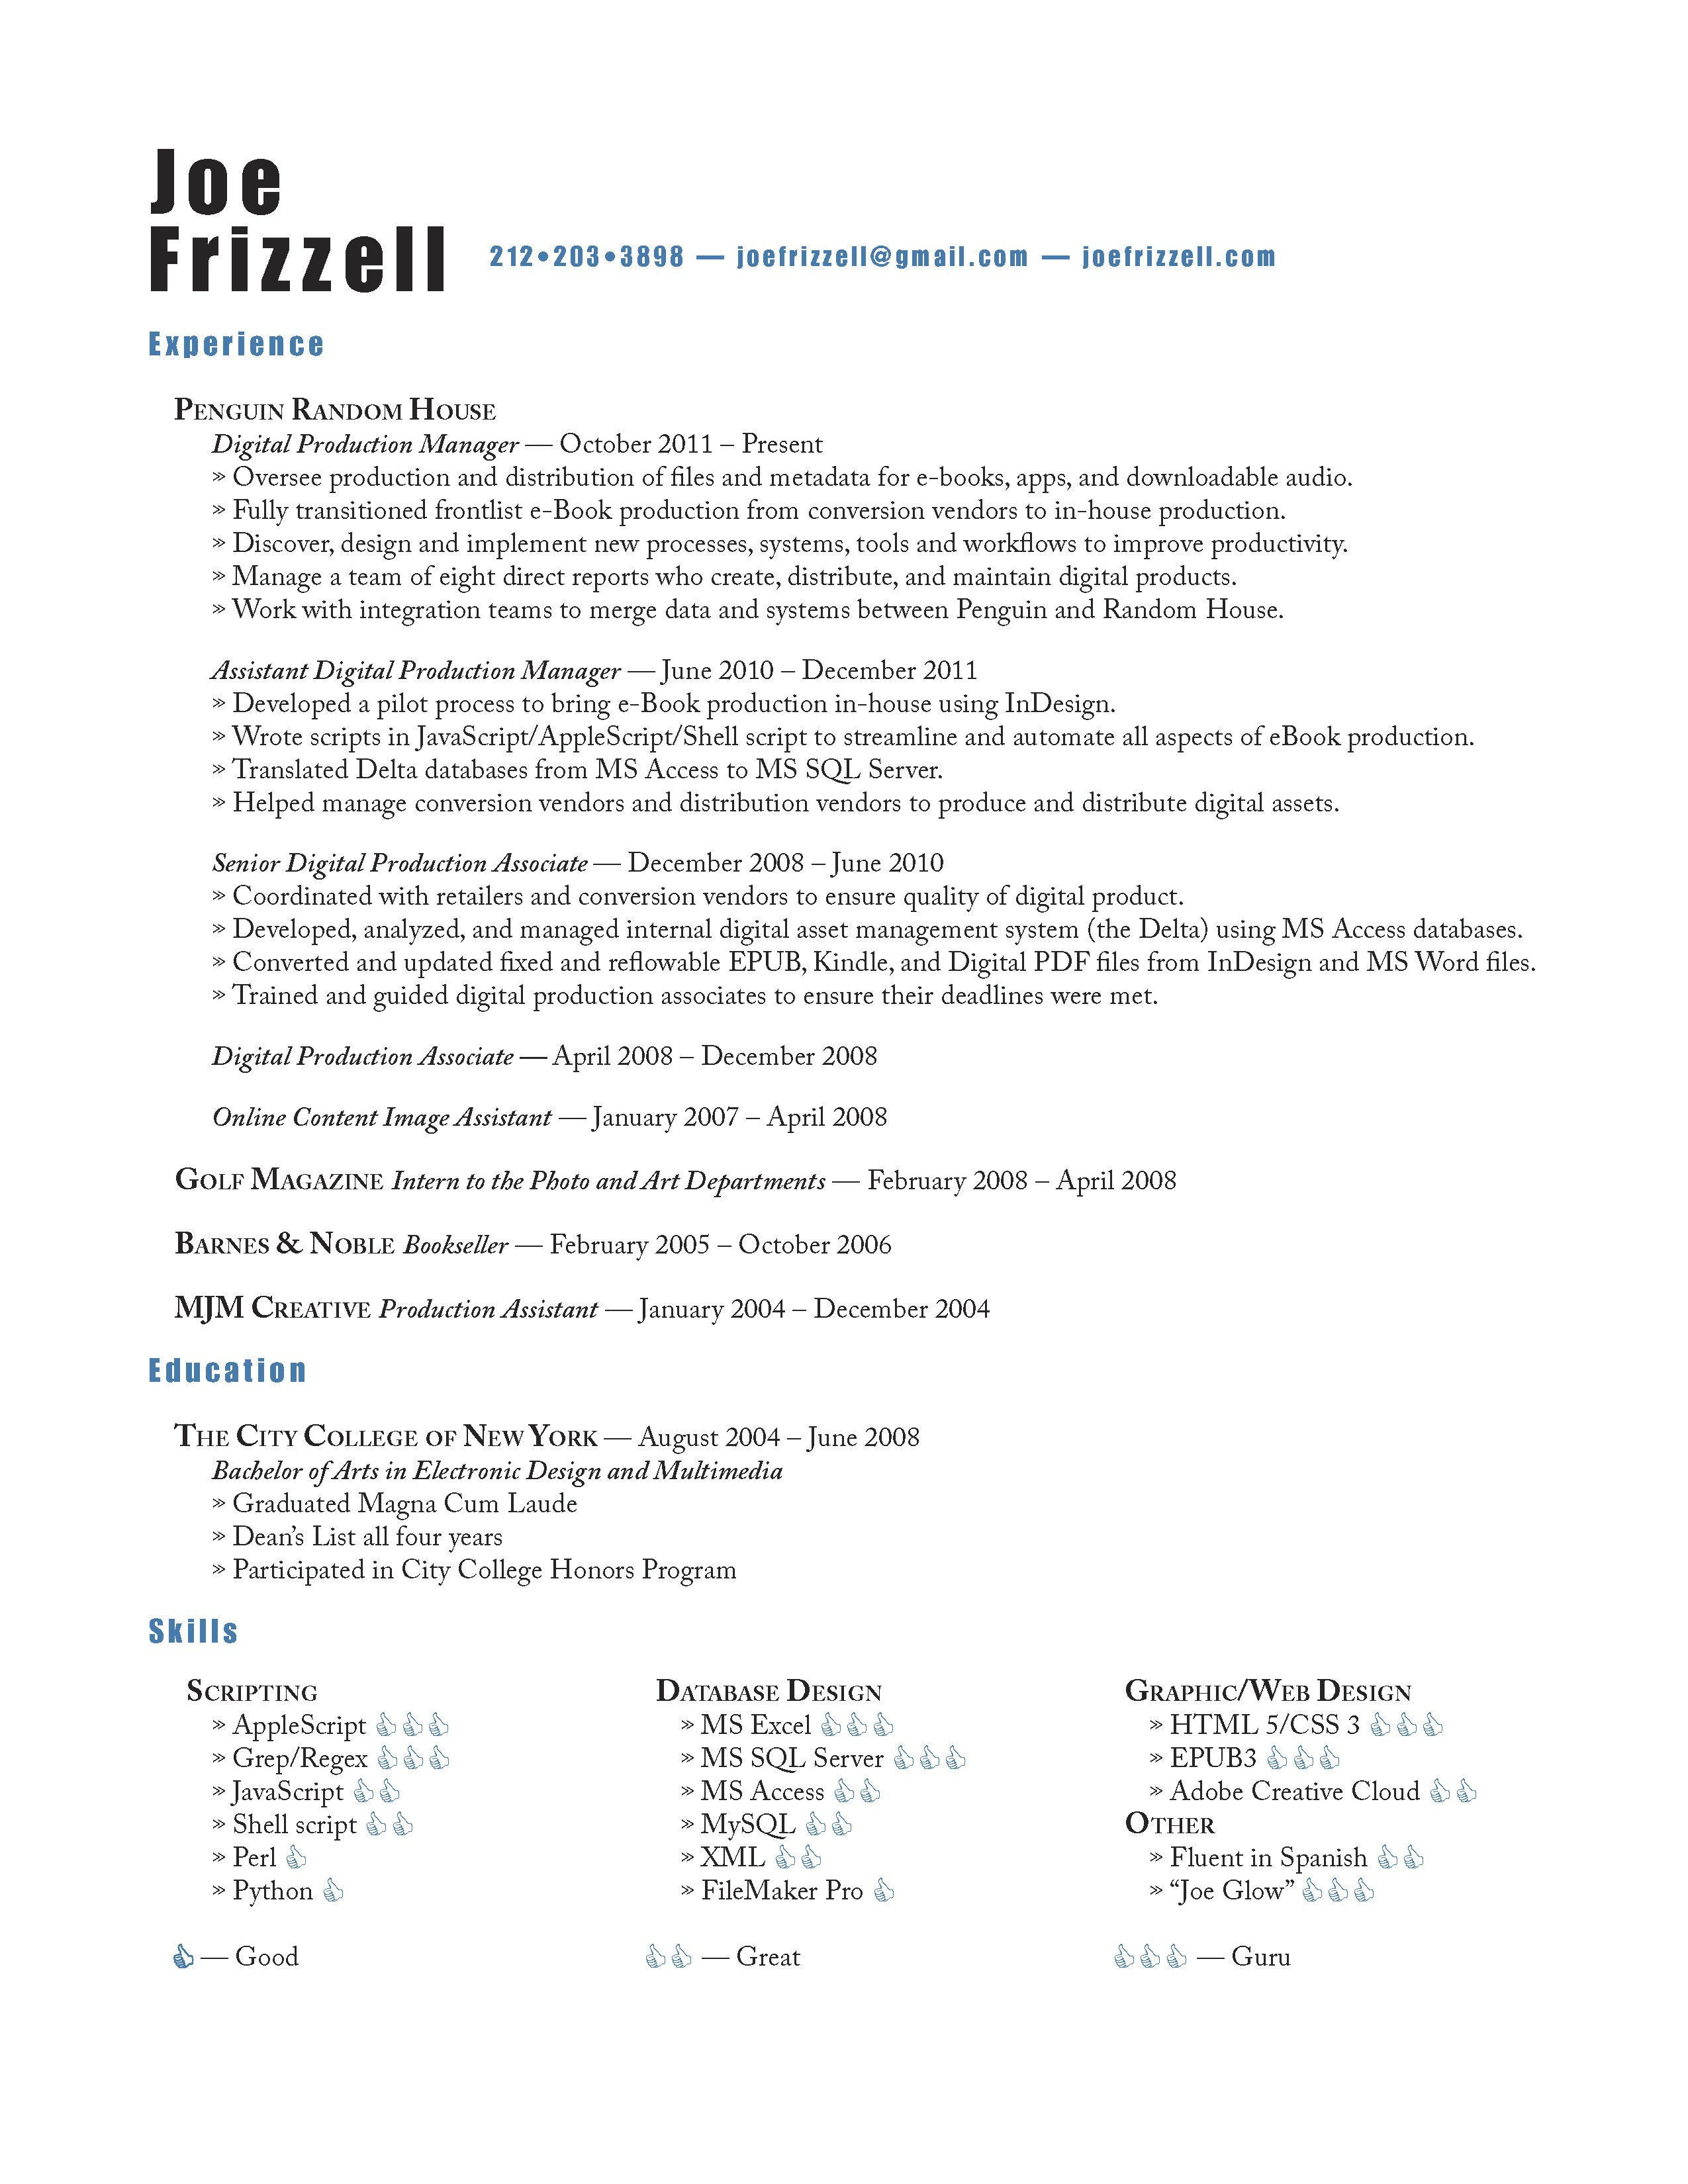 Joe
Frizzell 212•203•3898 — joefrizzell@gmail.com — joefrizzell.com
Experience
Penguin Random House
Digital Production Manager — October 2011 – Present
» Oversee production and distribution of files and metadata for e-books, apps, and downloadable audio.
» Fully transitioned frontlist e-Book production from conversion vendors to in-house production.
» Discover, design and implement new processes, systems, tools and workflows to improve productivity.
» Manage a team of eight direct reports who create, distribute, and maintain digital products.
» Work with integration teams to merge data and systems between Penguin and Random House.
Assistant Digital Production Manager — June 2010 – December 2011
» Developed a pilot process to bring e-Book production in-house using InDesign.
» Wrote scripts in JavaScript/AppleScript/Shell script to streamline and automate all aspects of eBook production.
» Translated Delta databases from MS Access to MS SQL Server.
» Helped manage conversion vendors and distribution vendors to produce and distribute digital assets.
Senior Digital Production Associate — December 2008 – June 2010
» Coordinated with retailers and conversion vendors to ensure quality of digital product.
» Developed, analyzed, and managed internal digital asset management system (the Delta) using MS Access databases.
» Converted and updated fixed and reflowable EPUB, Kindle, and Digital PDF files from InDesign and MS Word files.
» Trained and guided digital production associates to ensure their deadlines were met.
Digital Production Associate — April 2008 – December 2008
Online Content Image Assistant — January 2007 – April 2008
Golf Magazine Intern to the Photo and Art Departments — February 2008 – April 2008
Barnes & Noble Bookseller — February 2005 – October 2006
MJM Creative Production Assistant — January 2004 – December 2004
Education
The City College of New York — August 2004 – June 2008
Bachelor of Arts in Electronic Design and Multimedia
» Graduated Magna Cum Laude
» Dean’s List all four years
» Participated in City College Honors Program
Skills
Scripting
» AppleScript 👍👍👍
» Grep/Regex 👍👍👍
» JavaScript 👍👍
» Shell script 👍👍
» Perl 👍
» Python 👍
Database Design
» MS Excel 👍👍👍
» MS SQL Server 👍👍👍
» MS Access 👍👍
» MySQL 👍👍
» XML 👍👍
» FileMaker Pro 👍
Graphic/Web Design
» HTML 5/CSS 3 👍👍👍
» EPUB3 👍👍👍
» Adobe Creative Cloud 👍👍
Other
» Fluent in Spanish 👍👍
» “Joe Glow” 👍👍👍
👍 — Good
👍👍 — Great
👍👍👍 — Guru